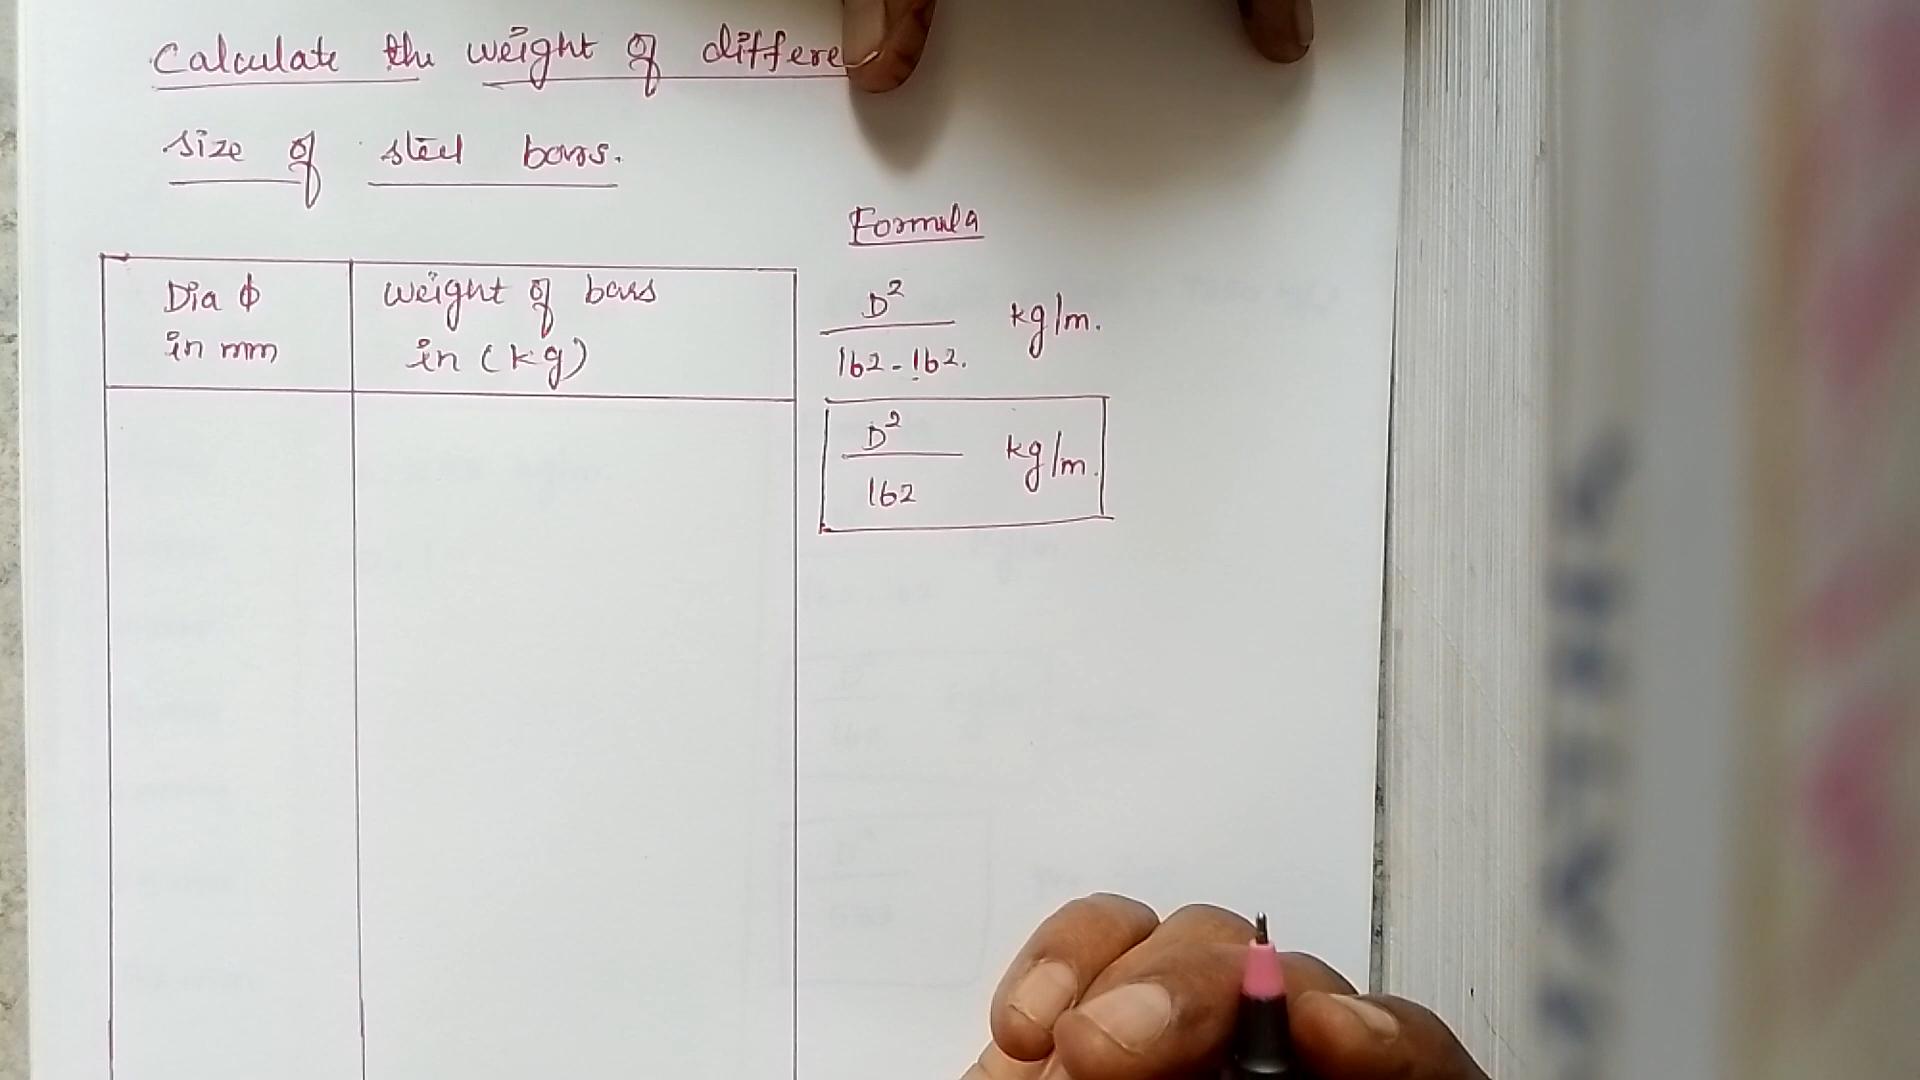 Calculate the weight of differe
size of steel bars.
Dia ϕ
in mm
weight of bars
in (kg)
Formula
D²
162-162.
kg/m.
D²
162
kg/m.